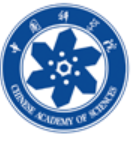 中国科学院
CHINESE ACADEMY OF SCIENCES